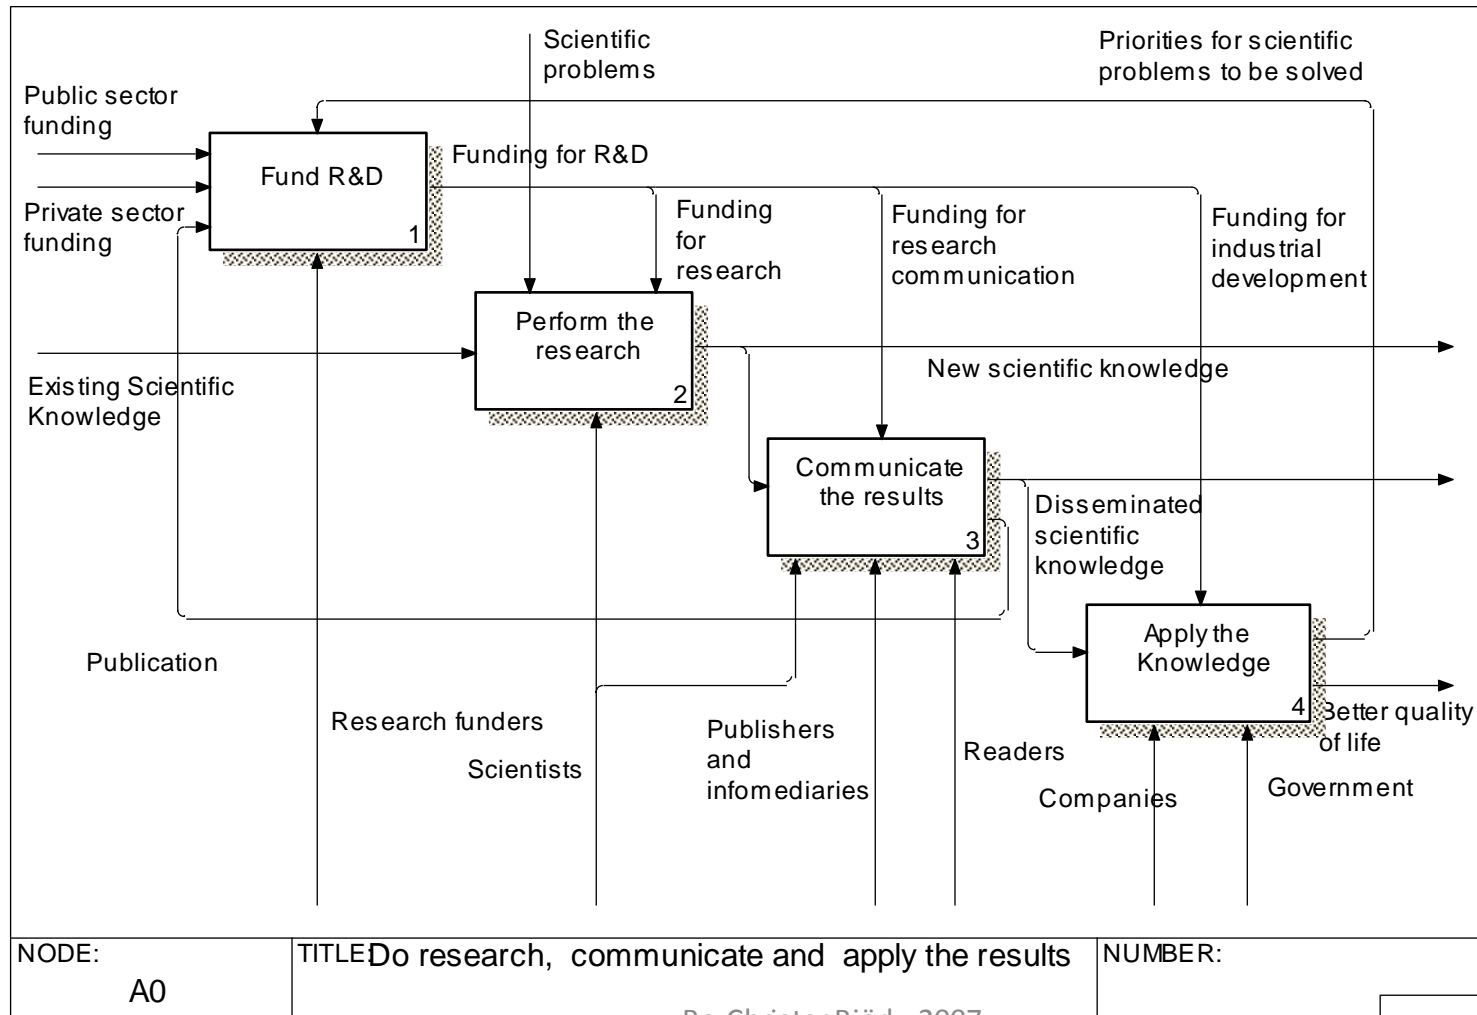 Scientific
problems
Priorities for scientific
problems to be solved
Public sector
funding
Fund R&D
1
Funding for R&D
Private sector
funding
Funding
for
research
Funding for
research
communication
Funding for
industrial
development
Perform the
research
2
Existing Scientific
Knowledge
New scientific knowledge
Communicate
the results
3
Disseminated
scientific
knowledge
Apply the
Knowledge
4
Publication
Research funders
Scientists
Publishers
and
infomediaries
Readers
Companies
Better quality
of life
Government
NODE:
A0
TITLE:Do research, communicate and apply the results
NUMBER:
2007